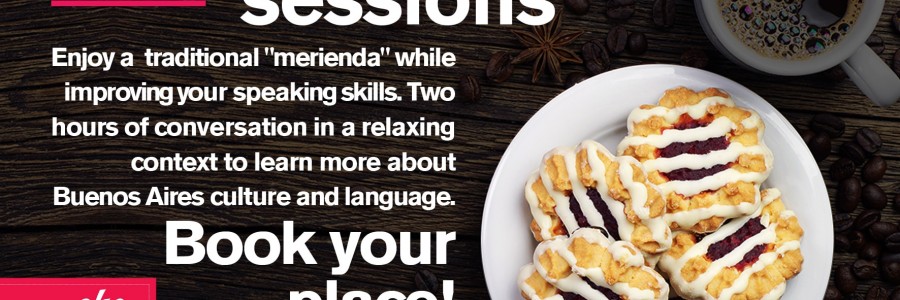 sessions
Enjoy a traditional "merienda" while
improving your speaking skills. Two
hours of conversation in a relaxing
context to learn more about
Buenos Aires culture and language.
Book your
place!